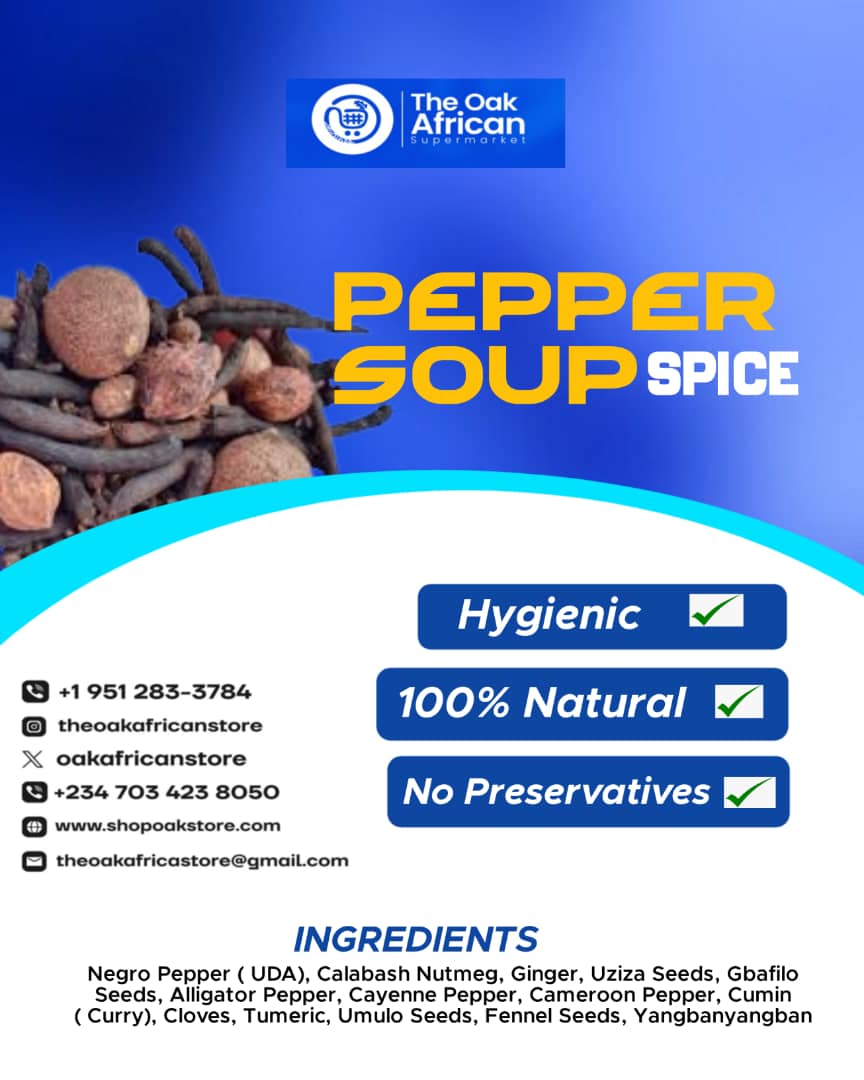 The Oak
African
Supermarket
PEPPER
SOUP SPICE
Hygienic
100% Natural
No Preservatives
+1 951 283-3784
theoakafricanstore
oakafricanstore
+234 703 423 8050
www.shopoakstore.com
theoakafricastore@gmail.com
INGREDIENTS
Negro Pepper ( UDA), Calabash Nutmeg, Ginger, Uziza Seeds, Gbafilo
Seeds, Alligator Pepper, Cayenne Pepper, Cameroon Pepper, Cumin
( Curry), Cloves, Tumeric, Umulo Seeds, Fennel Seeds, Yangbanyangban